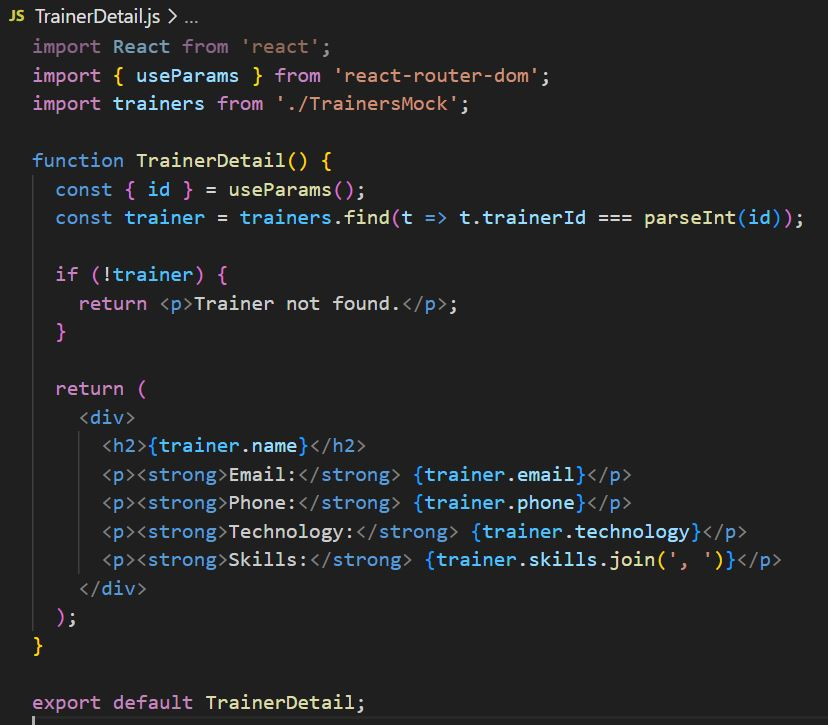 JS TrainerDetail.js > ...
import React from 'react';
import { useParams } from 'react-router-dom';
import trainers from './TrainersMock';

function TrainerDetail() {
  const { id } = useParams();
  const trainer = trainers.find(t => t.trainerId === parseInt(id));

  if (!trainer) {
    return <p>Trainer not found.</p>;
  }

  return (
    <div>
      <h2>{trainer.name}</h2>
      <p><strong>Email:</strong> {trainer.email}</p>
      <p><strong>Phone:</strong> {trainer.phone}</p>
      <p><strong>Technology:</strong> {trainer.technology}</p>
      <p><strong>Skills:</strong> {trainer.skills.join(', ')}</p>
    </div>
  );
}

export default TrainerDetail;